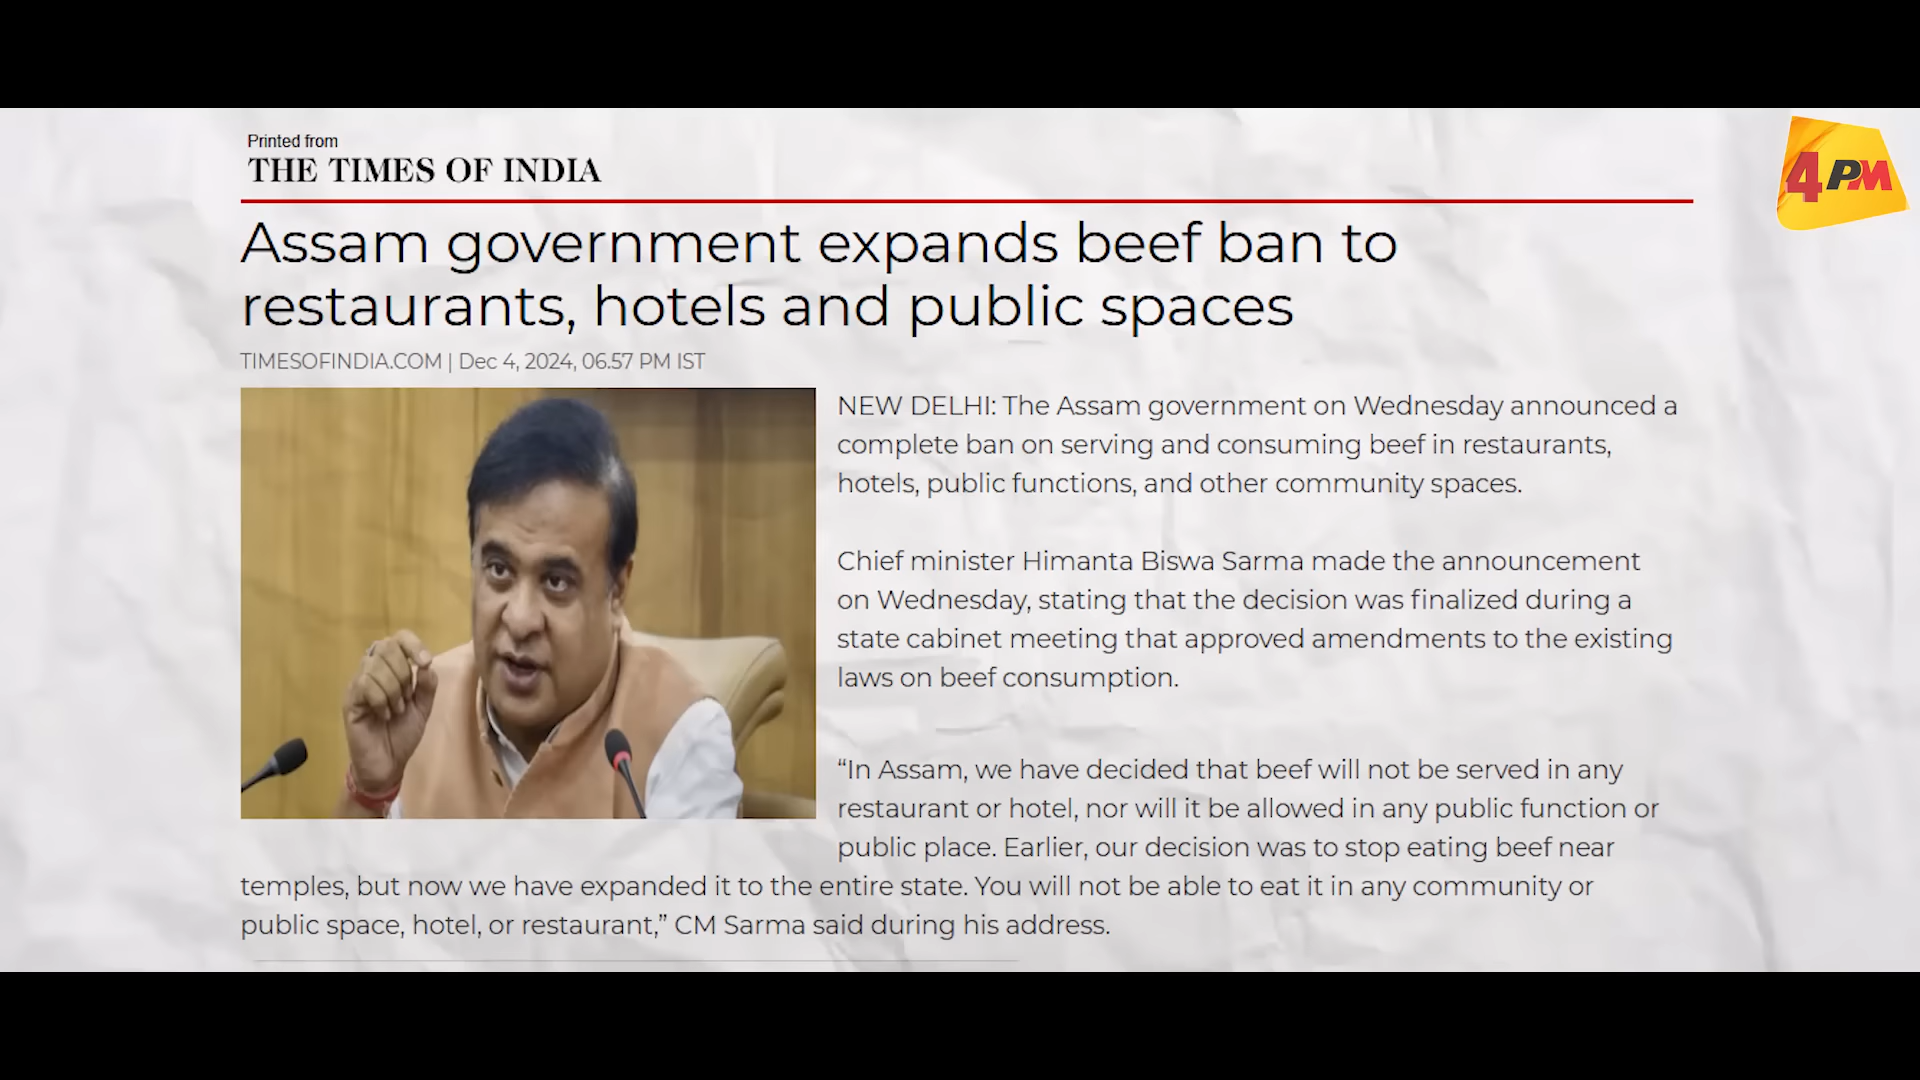 Printed from
THE TIMES OF INDIA
4PM
Assam government expands beef ban to
restaurants, hotels and public spaces
TIMESOFINDIA.COM | Dec 4, 2024, 06.57 PM IST
NEW DELHI: The Assam government on Wednesday announced a
complete ban on serving and consuming beef in restaurants,
hotels, public functions, and other community spaces.
Chief minister Himanta Biswa Sarma made the announcement
on Wednesday, stating that the decision was finalized during a
state cabinet meeting that approved amendments to the existing
laws on beef consumption.
“In Assam, we have decided that beef will not be served in any
restaurant or hotel, nor will it be allowed in any public function or
public place. Earlier, our decision was to stop eating beef near
temples, but now we have expanded it to the entire state. You will not be able to eat it in any community or
public space, hotel, or restaurant,” CM Sarma said during his address.